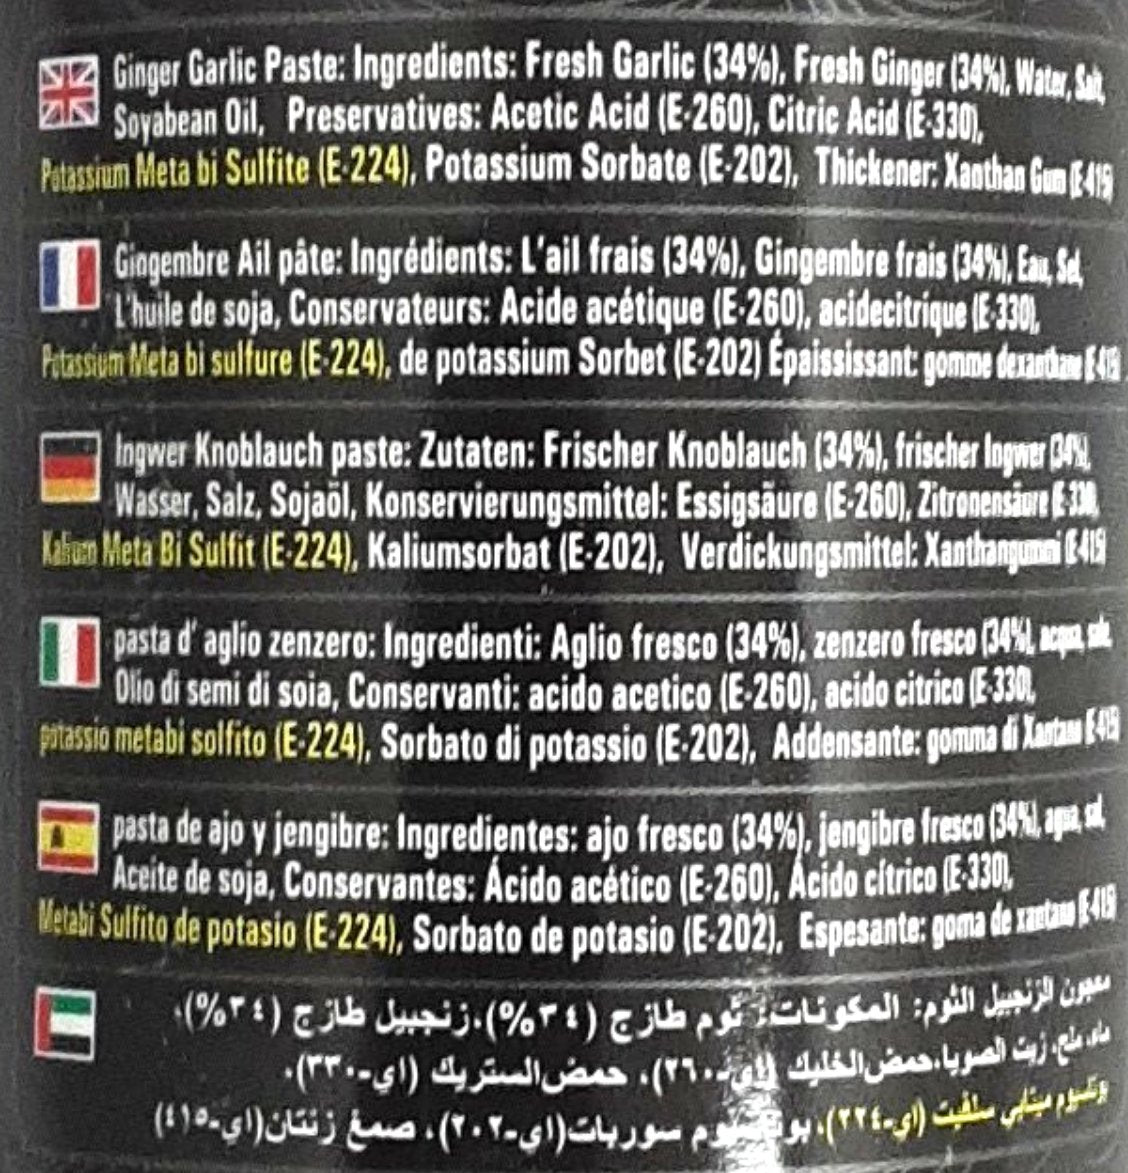 Ginger Garlic Paste: Ingredients: Fresh Garlic (34%), Fresh Ginger (34%), Water, Salt,
Soyabean Oil, Preservatives: Acetic Acid (E-260), Citric Acid (E-330),
Potassium Meta bi Sulfite (E-224), Potassium Sorbate (E-202), Thickener: Xanthan Gum (E-415)
Gingembre Ail pâte: Ingrédients: L'ail frais (34%), Gingembre frais (34%), Eau, Sel,
L'huile de soja, Conservateurs: Acide acétique (E-260), acidecitrique (E-330),
Potassium Meta bi sulfure (E-224), de potassium Sorbet (E-202) Épaississant: gomme dexanthane (E-415)
Ingwer Knoblauch paste: Zutaten: Frischer Knoblauch (34%), frischer Ingwer (34%),
Wasser, Salz, Sojaöl, Konservierungsmittel: Essigsäure (E-260), Zitronensäure (E-330),
Kalium Meta Bi Sulfit (E-224), Kaliumsorbat (E-202), Verdickungsmittel: Xanthangummi (E-415)
pasta d' aglio zenzero: Ingredienti: Aglio fresco (34%), zenzero fresco (34%), acqua, sale,
Olio di semi di soia, Conservanti: acido acetico (E-260), acido citrico (E-330),
potassio metabi solfito (E-224), Sorbato di potassio (E-202), Addensante: gomma di Xantano (E-415)
pasta de ajo y jengibre: Ingredientes: ajo fresco (34%), jengibre fresco (34%), agua, sal,
Aceite de soja, Conservantes: Ácido acético (E-260), Ácido cítrico (E-330),
Metabi Sulfito de potasio (E-224), Sorbato de potasio (E-202), Espesante: goma de xantano (E-415)
معجون الزنجبيل الثوم: المكونات: ثوم طازج (٣٤%)، زنجبيل طازج (٣٤%)،
ماء، ملح، زيت الصويا، حمض الخليك (اي-٢٦٠)، حمض الستريك (اي-٣٣٠)،
بوتاسيوم ميتابي سلفيت (اي-٢٢٤)، سوربات (اي-٢٠٢)، صمغ زنتان (اي-٤١٥)